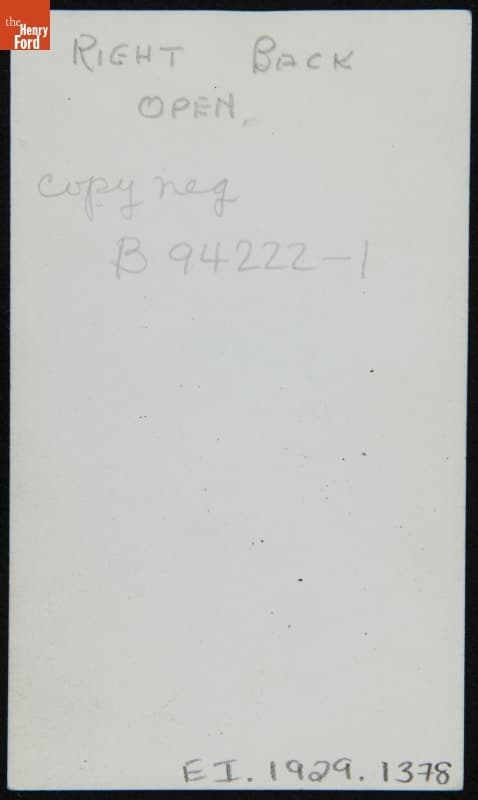 the
Henry
Ford
RIGHT BACK
OPEN.
copy neg
B 94222-1
EI.1929.1378